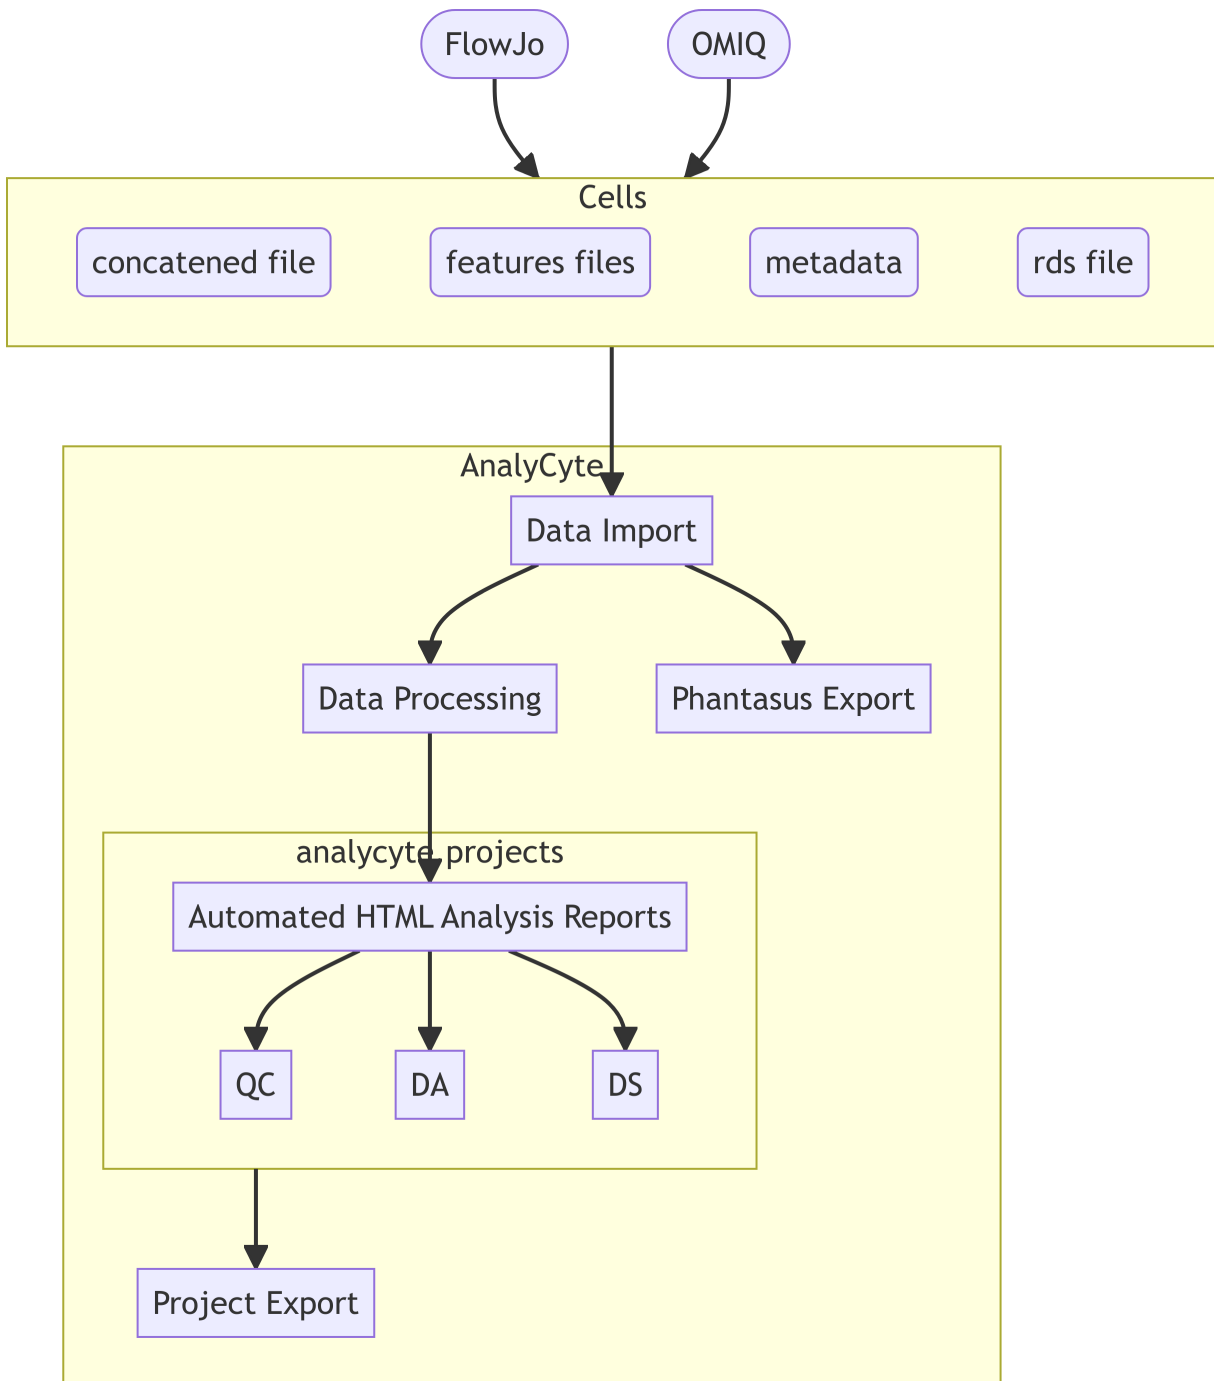 FlowJo
OMIQ
Cells
concatened file
features files
metadata
rds file
AnalyCyte
Data Import
Data Processing
Phantasus Export
analycyte projects
Automated HTML Analysis Reports
QC
DA
DS
Project Export